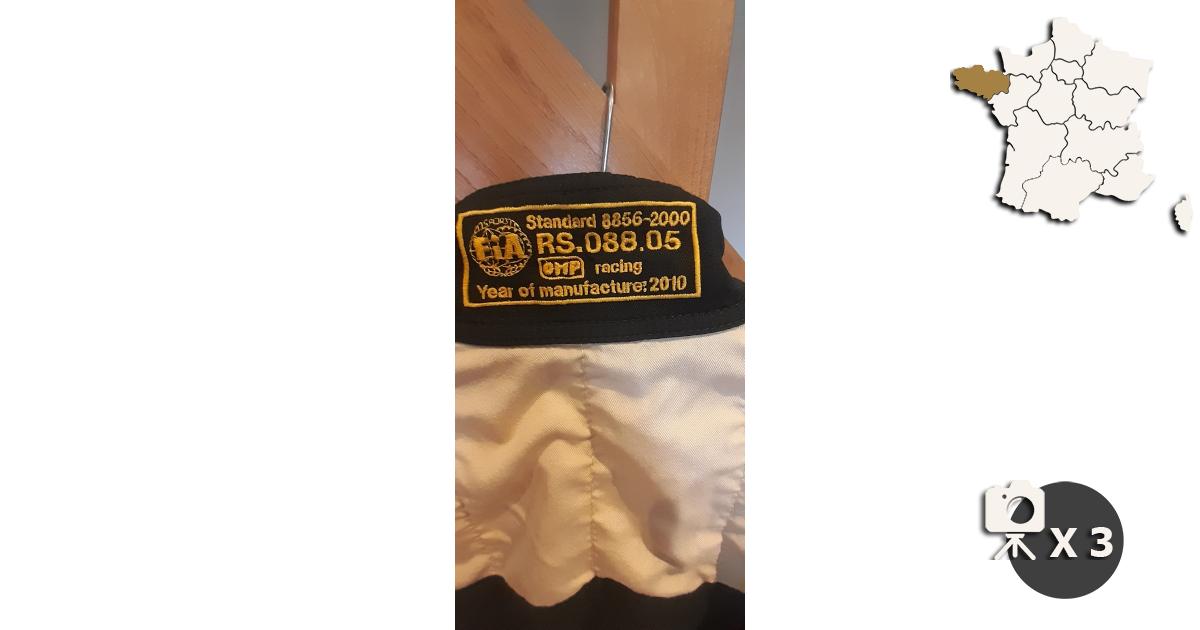 Standard 8856-2000
FIA RS.088.05
OMP racing
Year of manufacture: 2010
X 3